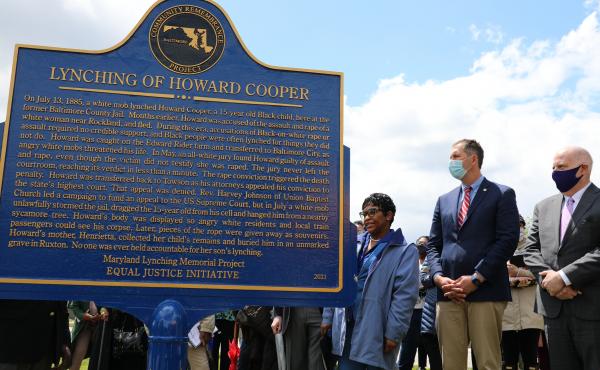 COMMUNITY REMEMBRANCE
BALTIMORE
PROJECT
LYNCHING OF HOWARD COOPER
On July 13, 1885, a white mob lynched Howard Cooper, a 15-year old Black child, here at the
former Baltimore County Jail. Months earlier, Howard was accused of the assault and rape of a
white woman near Rockland, and fled. During this era, accusations of Black-on-white rape or
assault required no credible support, and Black people were often lynched for things they did
not do. Howard was caught on the Edward Rider farm and transferred to Baltimore City, as
angry white mobs threatened his life. In May, an all-white jury found Howard guilty of assault
and rape, even though the victim did not testify she was raped. The jury never left the
courtroom, reaching its verdict in less than a minute. The rape conviction triggered the death
penalty. Howard was transferred back to Towson as his attorneys appealed his conviction to
the state's highest court. That appeal was denied. Rev. Harvey Johnson of Union Baptist
Church led a campaign to fund an appeal to the US Supreme Court, but in July a white mob
unlawfully stormed the jail, dragged the 15-year old from his cell and hanged him from a nearby
sycamore tree. Howard's body was displayed so angry white residents and local train
passengers could see his corpse. Later, pieces of the rope were given away as souvenirs.
Howard's mother, Henrietta, collected her child's remains and buried him in an unmarked
grave in Ruxton. No one was ever held accountable for her son's lynching.
Maryland Lynching Memorial Project
EQUAL JUSTICE INITIATIVE
2021